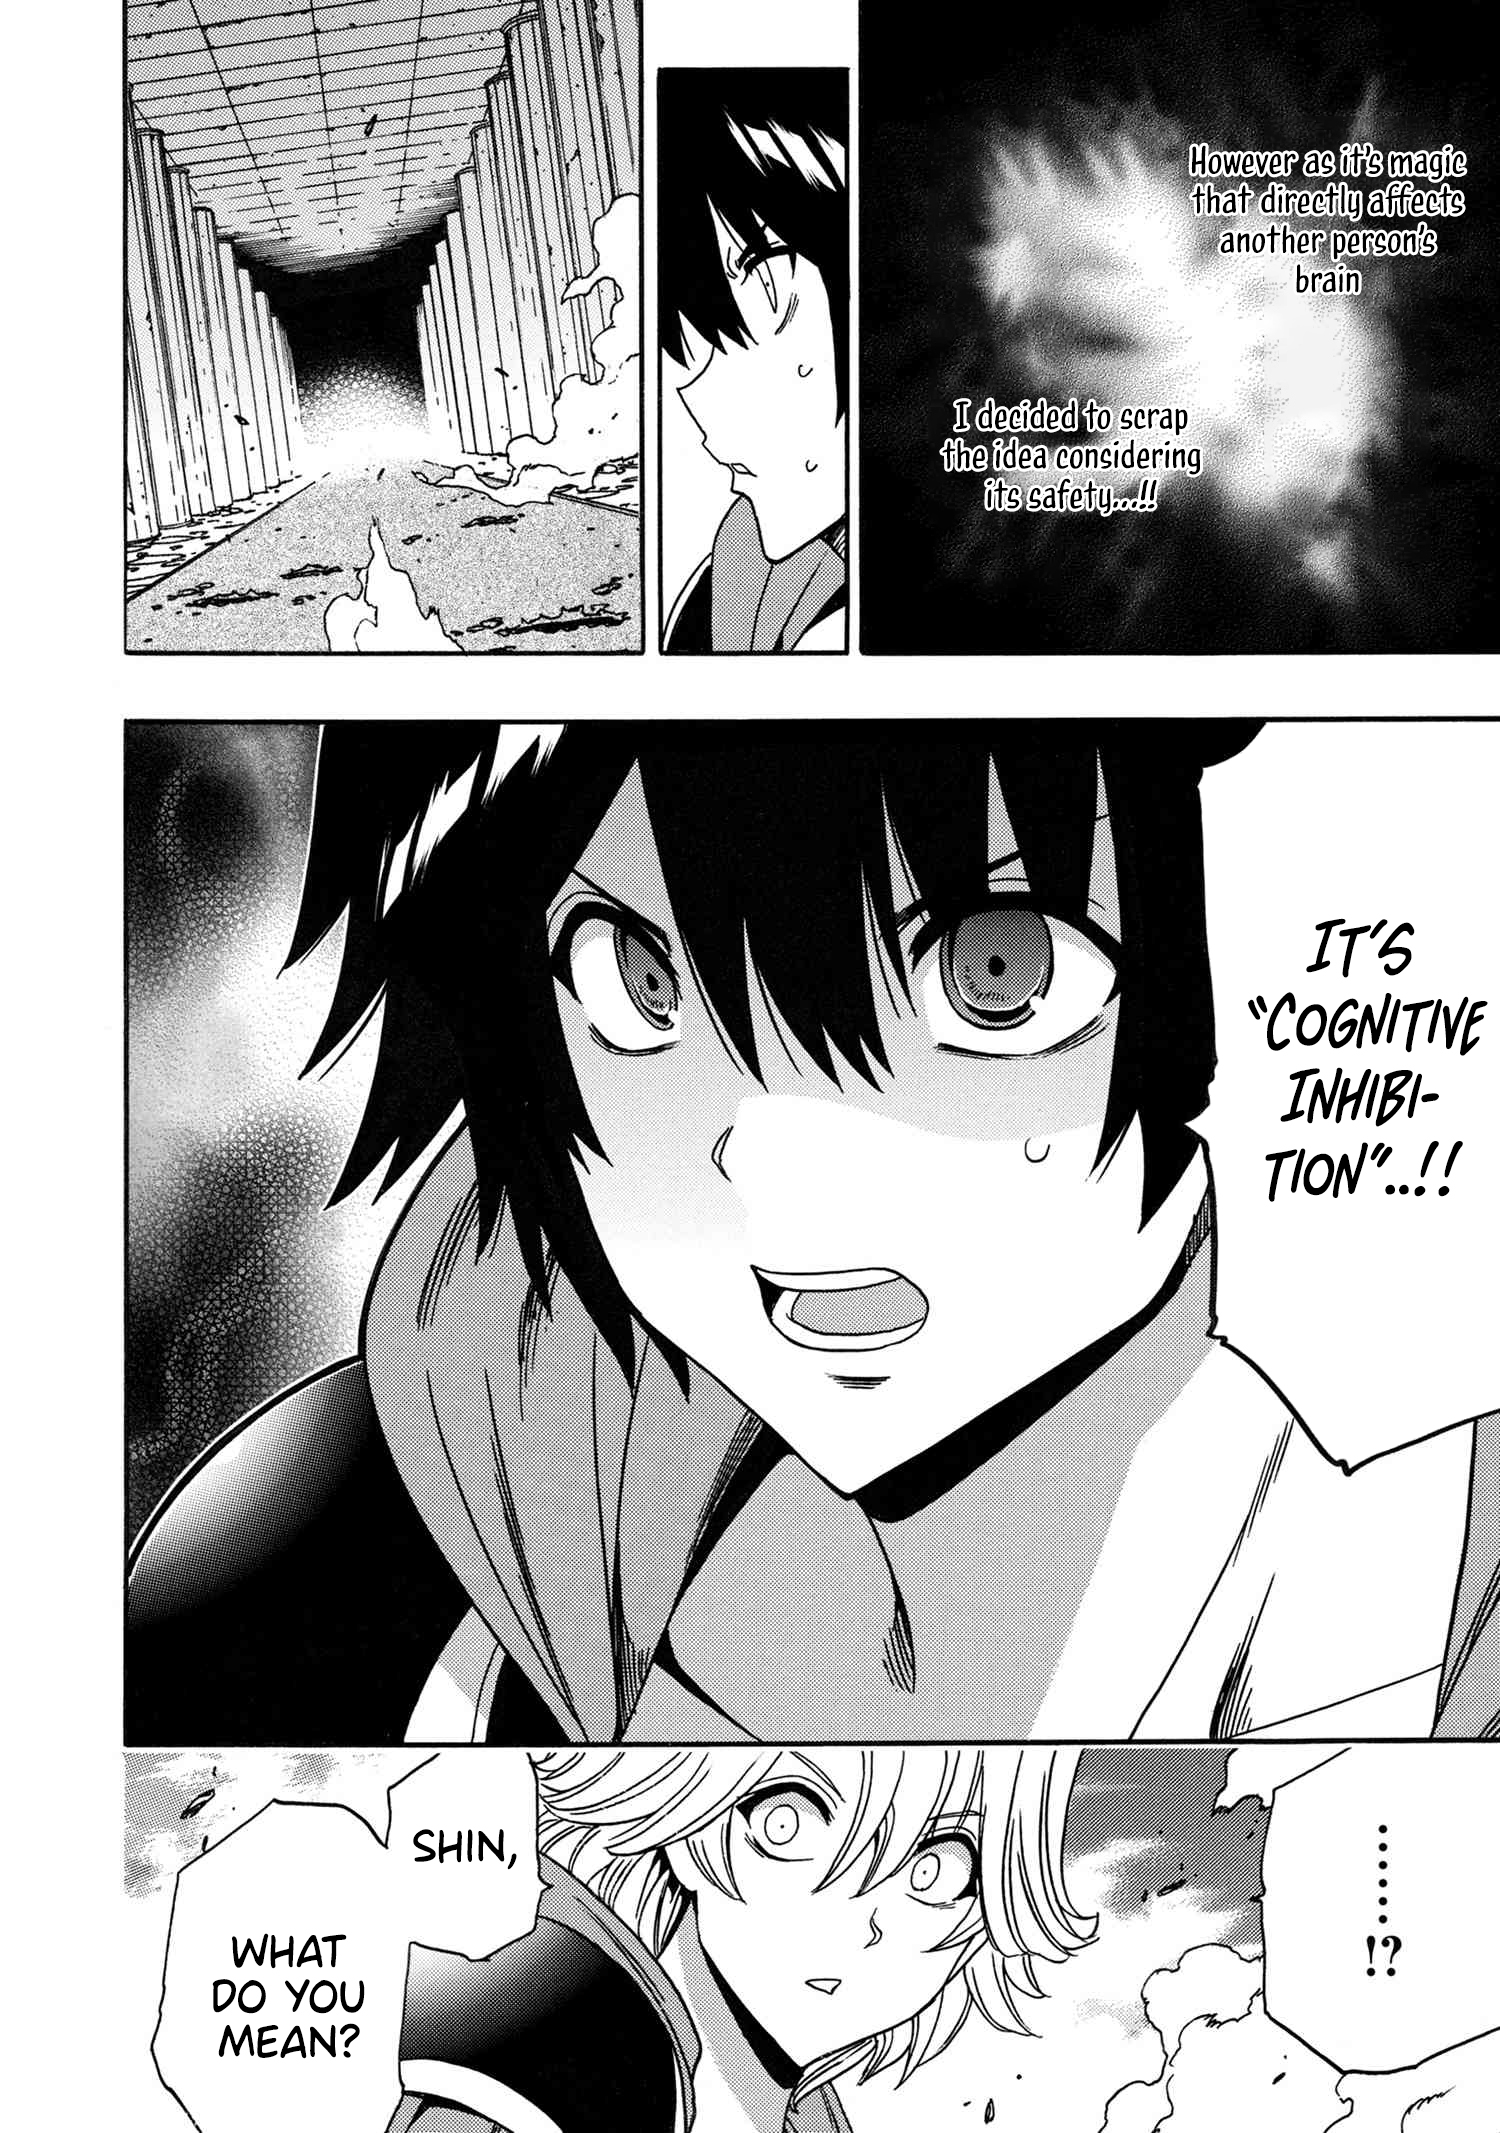 However as it's magic
that directly affects
another person's
brain
I decided to scrap
the idea considering
its safety...!!
IT'S
"COGNITIVE
INHIBI-
TION"..!!
.......!?
SHIN,
WHAT
DO YOU
MEAN?